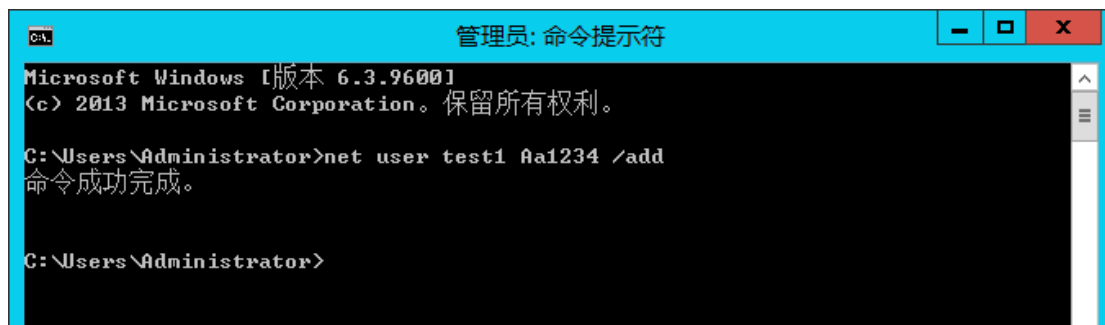 管理员: 命令提示符
Microsoft Windows [版本 6.3.9600]
(c) 2013 Microsoft Corporation。保留所有权利。
C:\Users\Administrator>net user test1 Aa1234 /add
命令成功完成。
C:\Users\Administrator>